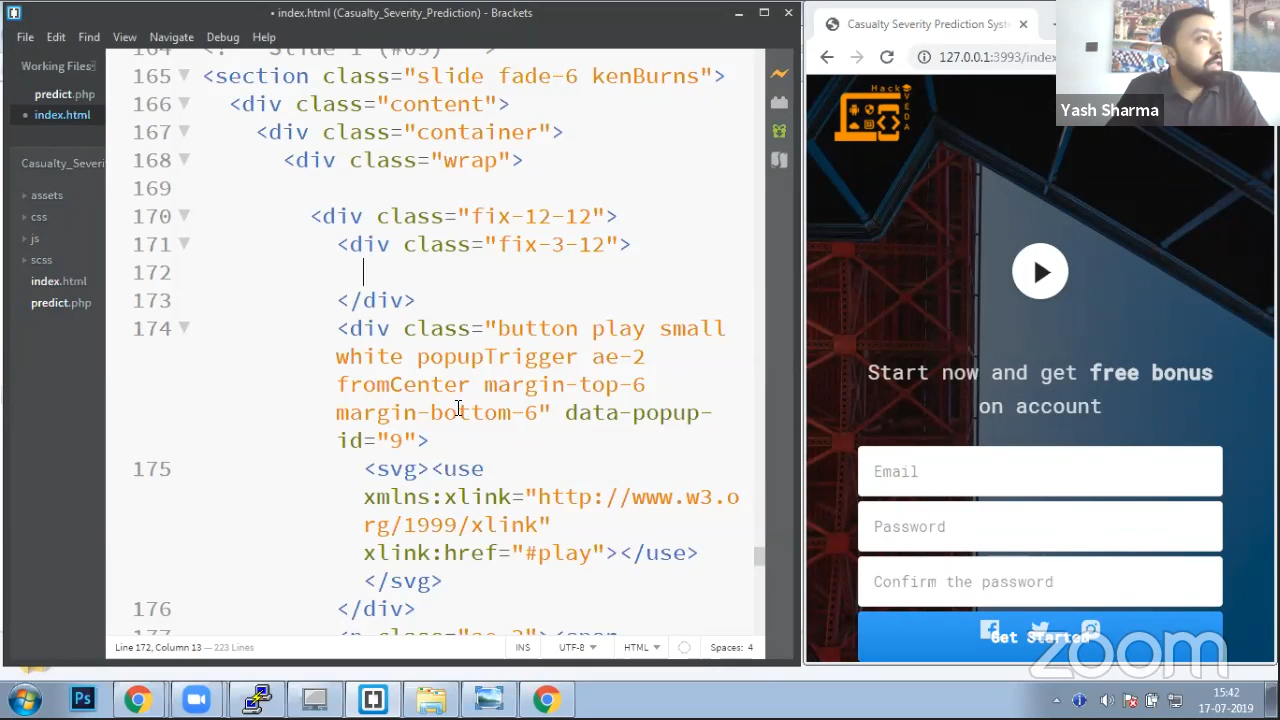 • index.html (Casualty_Severity_Prediction) - Brackets
File Edit Find View Navigate Debug Help
Working Files
predict.php
• index.html
Casualty_Severi
assets
css
js
scss
index.html
predict.php
165 <section class="slide fade-6 kenBurns">
166 <div class="content">
167 <div class="container">
168 <div class="wrap">
169
170 <div class="fix-12-12">
171 <div class="fix-3-12">
172
173 </div>
174 <div class="button play small
white popupTrigger ae-2
fromCenter margin-top-6
margin-bottom-6" data-popup-
id="9">
175 <svg><use
xmlns:xlink="http://www.w3.o
rg/1999/xlink"
xlink:href="#play"></use>
</svg>
176 </div>
Line 172, Column 13 — 223 Lines
INS UTF-8 HTML Spaces: 4
Casualty Severity Prediction Syst
127.0.0.1:3993/index
Yash Sharma
Hack
VEDA
Start now and get free bonus
on account
Email
Password
Confirm the password
Get Started
zoom
Ps
15:42
17-07-2019